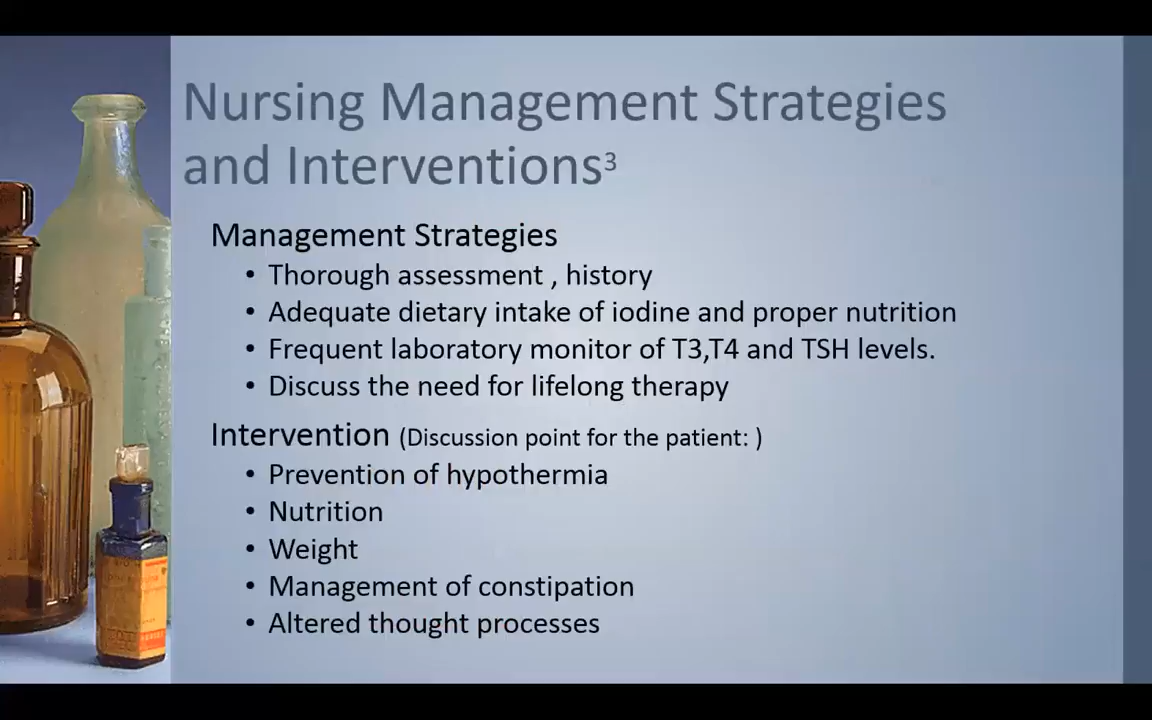 Nursing Management Strategies
and Interventions³
Management Strategies
• Thorough assessment , history
• Adequate dietary intake of iodine and proper nutrition
• Frequent laboratory monitor of T3,T4 and TSH levels.
• Discuss the need for lifelong therapy
Intervention (Discussion point for the patient: )
• Prevention of hypothermia
• Nutrition
• Weight
• Management of constipation
• Altered thought processes